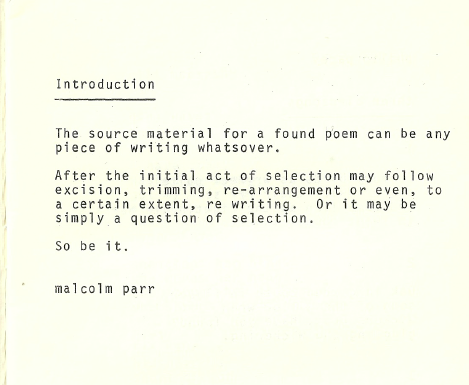 Introduction
The source material for a found poem can be any
piece of writing whatsover.
After the initial act of selection may follow
excision, trimming, re-arrangement or even, to
a certain extent, re writing.  Or it may be
simply a question of selection.
So be it.
malcolm parr